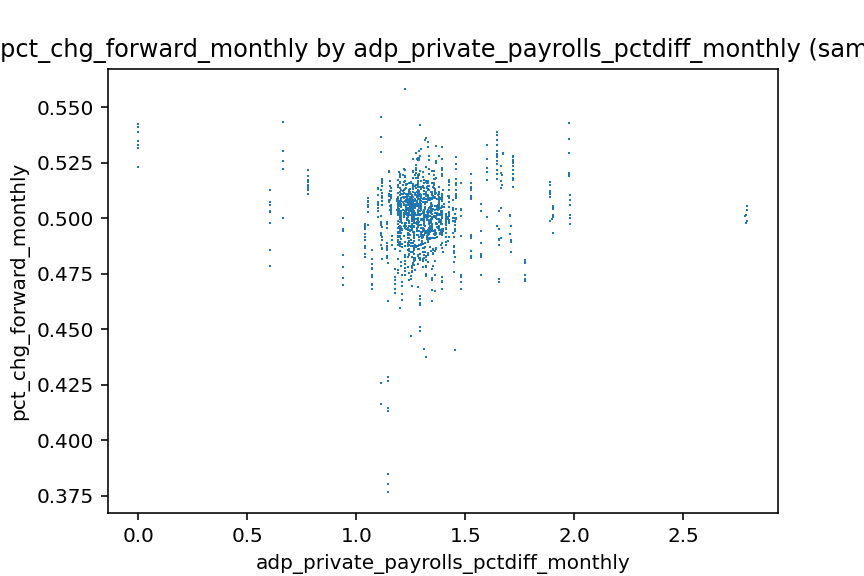 pct_chg_forward_monthly by adp_private_payrolls_pctdiff_monthly (sam
0.550
0.525
0.500
0.475
0.450
0.425
0.400
0.375
pct_chg_forward_monthly
0.0 0.5 1.0 1.5 2.0 2.5
adp_private_payrolls_pctdiff_monthly